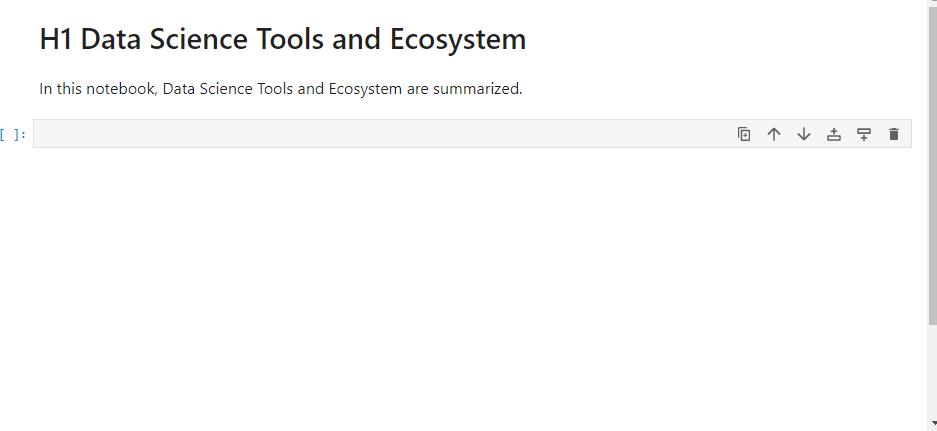 H1 Data Science Tools and Ecosystem
In this notebook, Data Science Tools and Ecosystem are summarized.
[ ]: